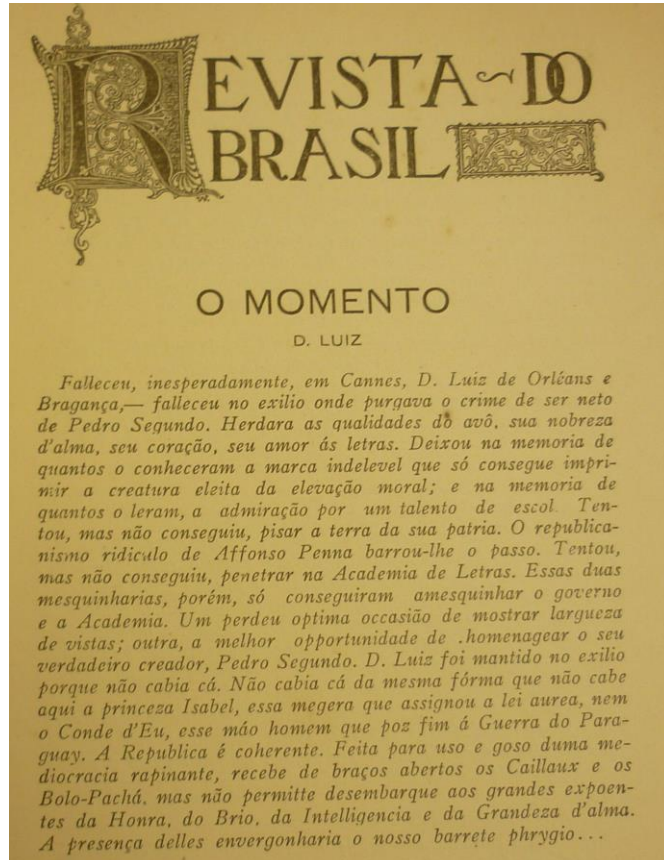 REVISTA DO
BRASIL
O MOMENTO
D. LUIZ
Falleceu, inesperadamente, em Cannes, D. Luiz de Orléans e
Bragança,— falleceu no exilio onde purgava o crime de ser neto
de Pedro Segundo. Herdara as qualidades do avô, sua nobreza
d'alma, seu coração, seu amor ás letras. Deixou na memoria de
quantos o conheceram a marca indelevel que só consegue impri-
mir a creatura eleita da elevação moral; e na memoria de
quantos o leram, a admiração por um talento de escol. Ten-
tou, mas não conseguiu, pisar a terra da sua patria. O republica-
nismo ridiculo de Affonso Penna barrou-lhe o passo. Tentou,
mas não conseguiu, penetrar na Academia de Letras. Essas duas
mesquinharias, porém, só conseguiram amesquinhar o governo
e a Academia. Um perdeu optima occasião de mostrar largueza
de vistas; outra, a melhor opportunidade de .homenagear o seu
verdadeiro creador, Pedro Segundo. D. Luiz foi mantido no exilio
porque não cabia cá. Não cabia cá da mesma fórma que não cabe
aqui a princeza Isabel, essa megera que assignou a lei aurea, nem
o Conde d'Eu, esse máo homem que poz fim á Guerra do Para-
guay. A Republica é coherente. Feita para uso e goso duma me-
diocracia rapinante, recebe de braços abertos os Caillaux e os
Bolo-Pachá, mas não permitte desembarque aos grandes expoen-
tes da Honra, do Brio, da Intelligencia e da Grandeza d'alma.
A presença delles envergonharia o nosso barrete phrygio...